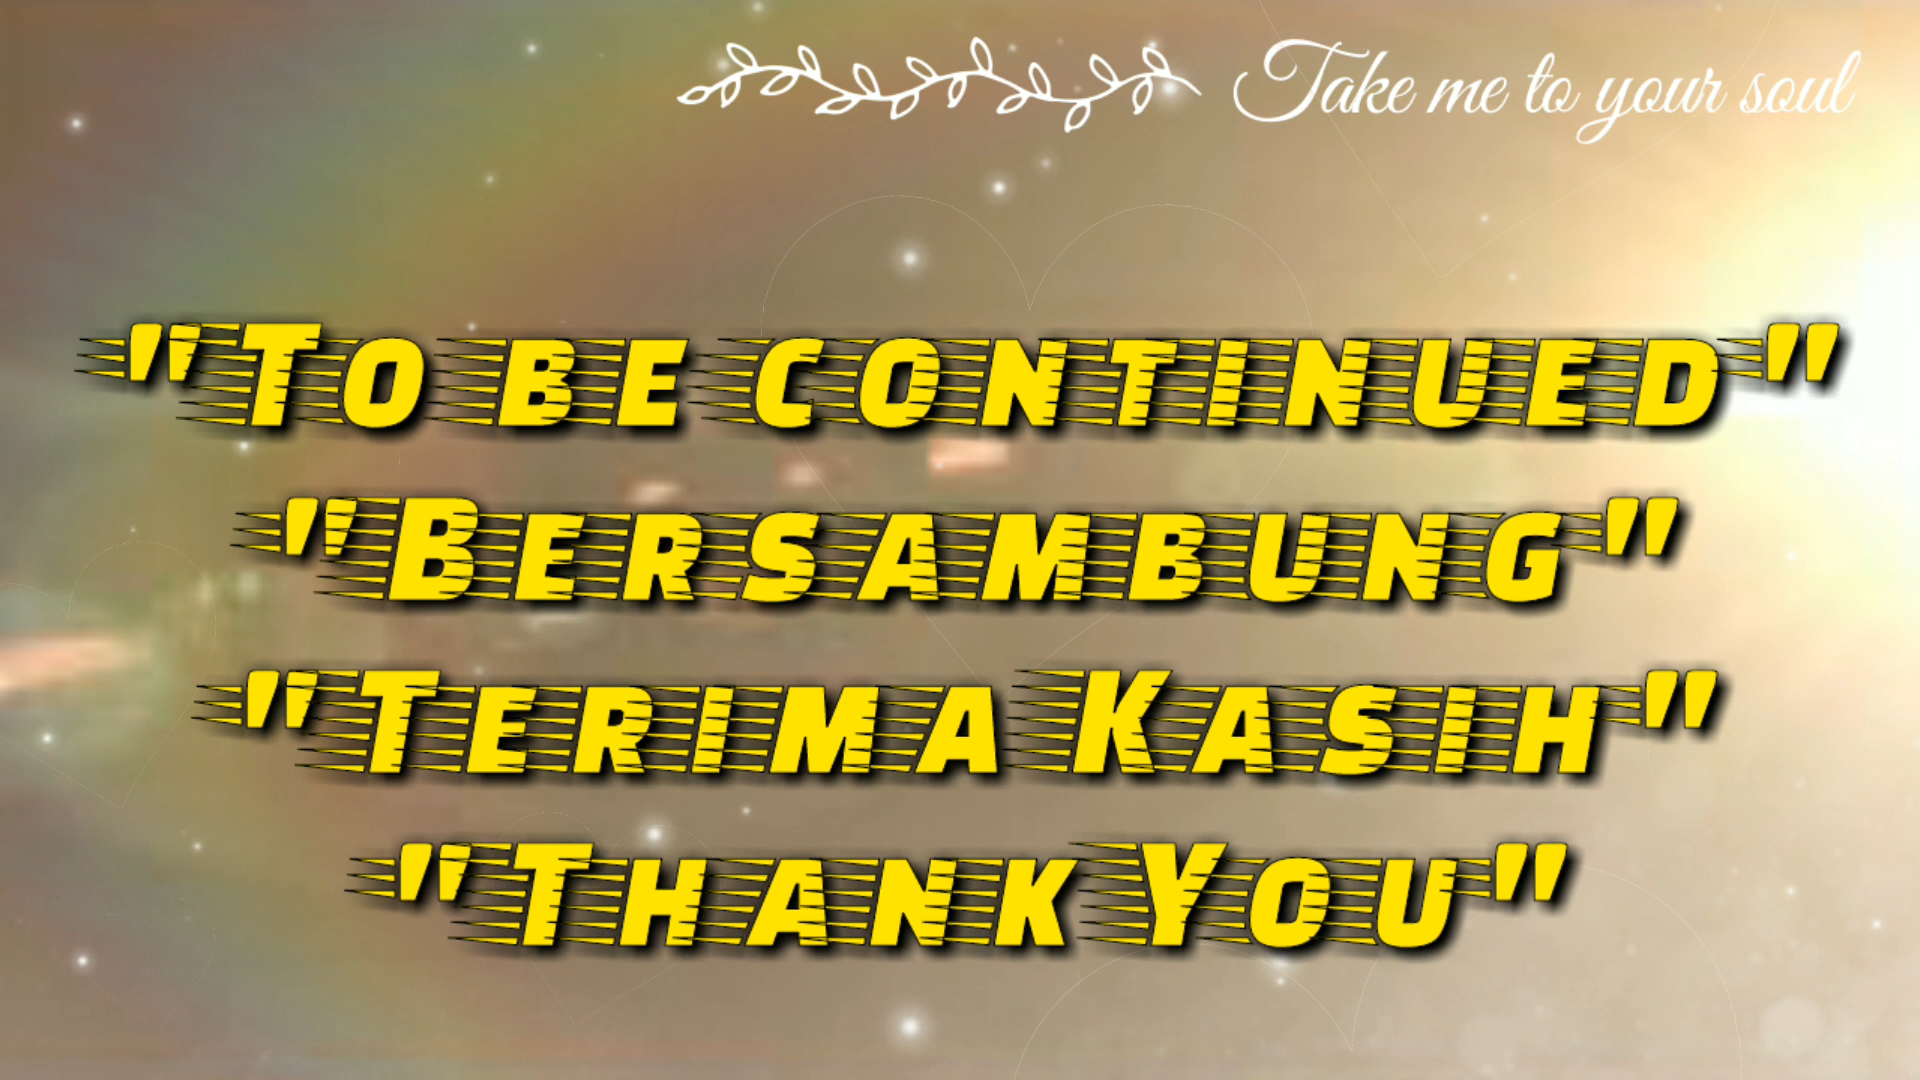 Take me to your soul
"To be continued"
"Bersambung"
"Terima Kasih"
"Thank You"